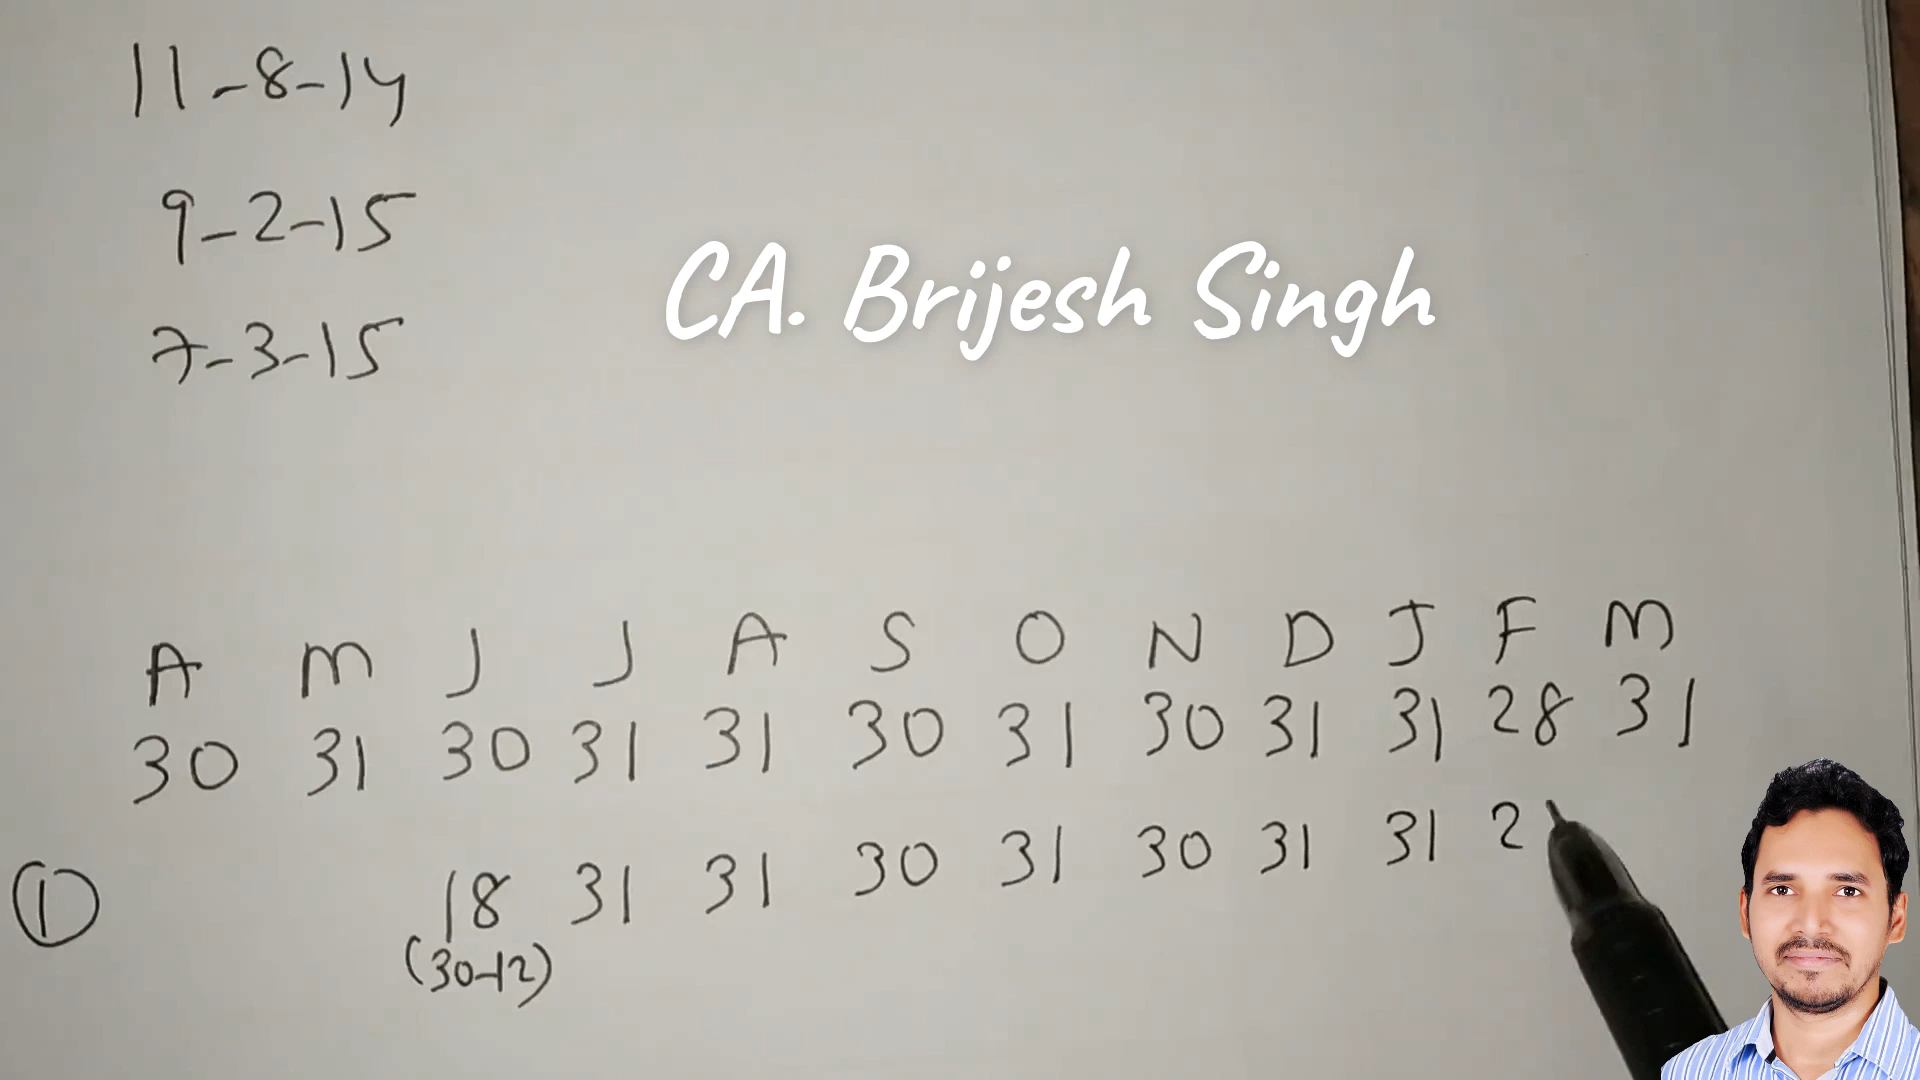 11-8-14
9-2-15
7-3-15
CA. Brijesh Singh
A M J J A S O N D J F M
30 31 30 31 31 30 31 30 31 31 28 31
① 18 31 31 30 31 30 31 31 2
(30-12)